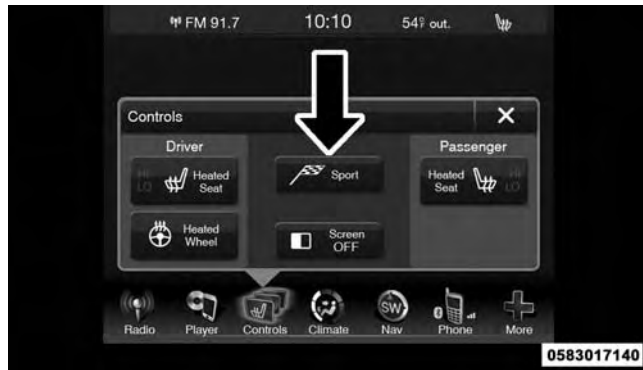 FM 91.7 10:10 54°F out.
Controls
Driver Passenger
HI LO Heated Seat
Sport
Heated Seat HI LO
Heated Wheel
Screen OFF
SW
Radio Player Controls Climate Nav Phone More
0583017140